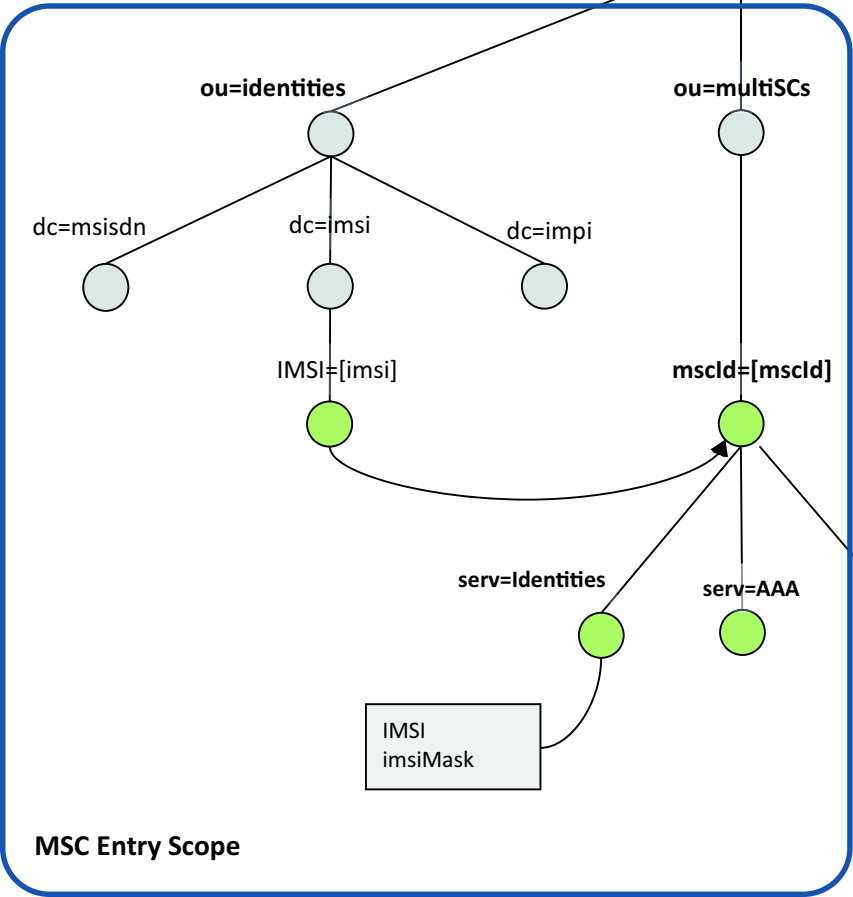 ou=identities
ou=multiSCs
dc=msisdn
dc=imsi
dc=impi
IMSI=[imsi]
mscId=[mscId]
serv=Identities
serv=AAA
IMSI
imsiMask
MSC Entry Scope